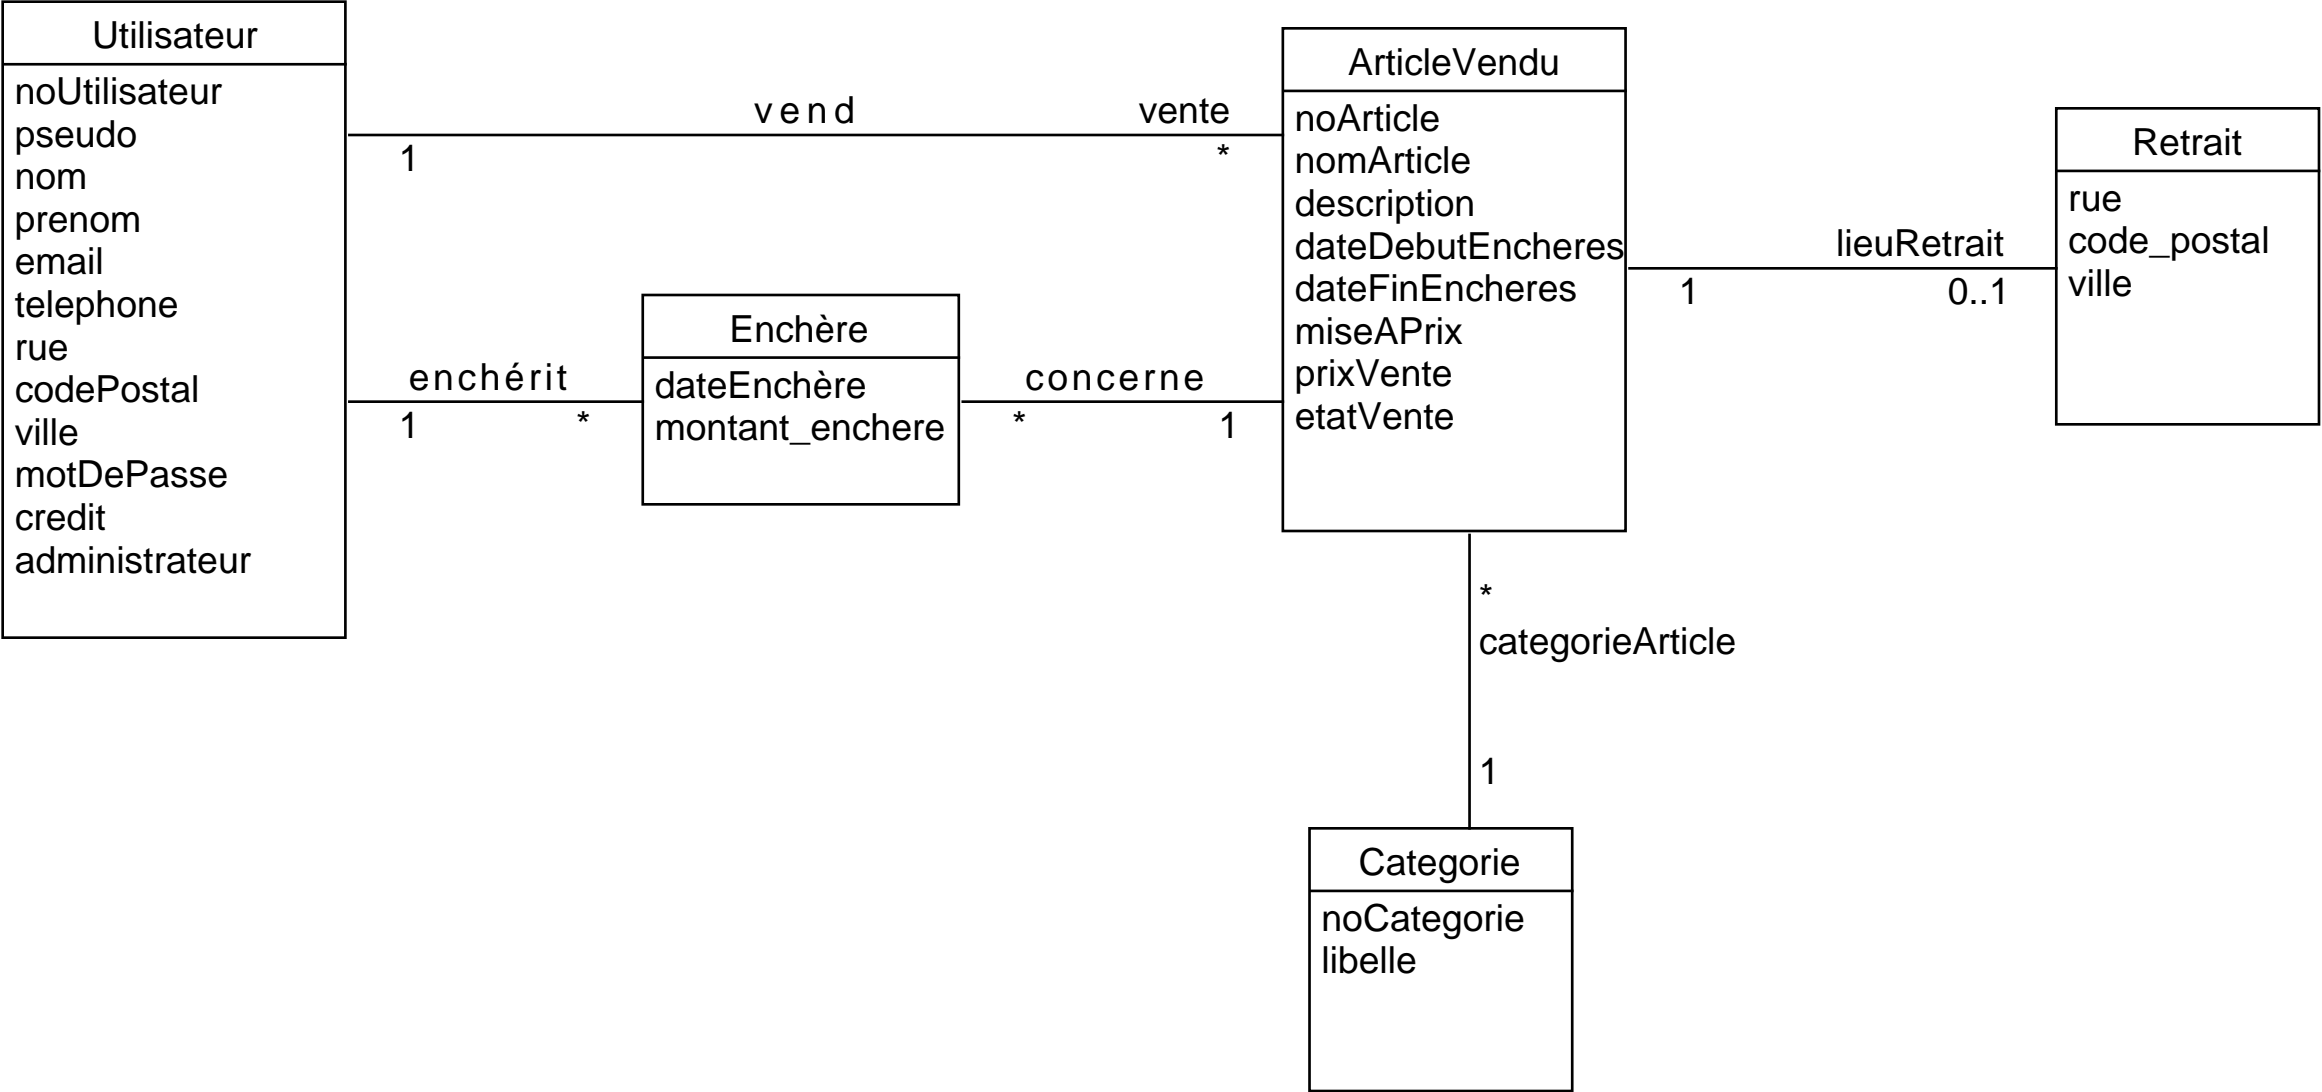 Utilisateur
noUtilisateur
pseudo
nom
prenom
email
telephone
rue
codePostal
ville
motDePasse
credit
administrateur
vend
vente
1
*
enchérit
1
*
Enchère
dateEnchère
montant_enchere
concerne
*
1
ArticleVendu
noArticle
nomArticle
description
dateDebutEncheres
dateFinEncheres
miseAPrix
prixVente
etatVente
lieuRetrait
1
0..1
Retrait
rue
code_postal
ville
*
categorieArticle
1
Categorie
noCategorie
libelle